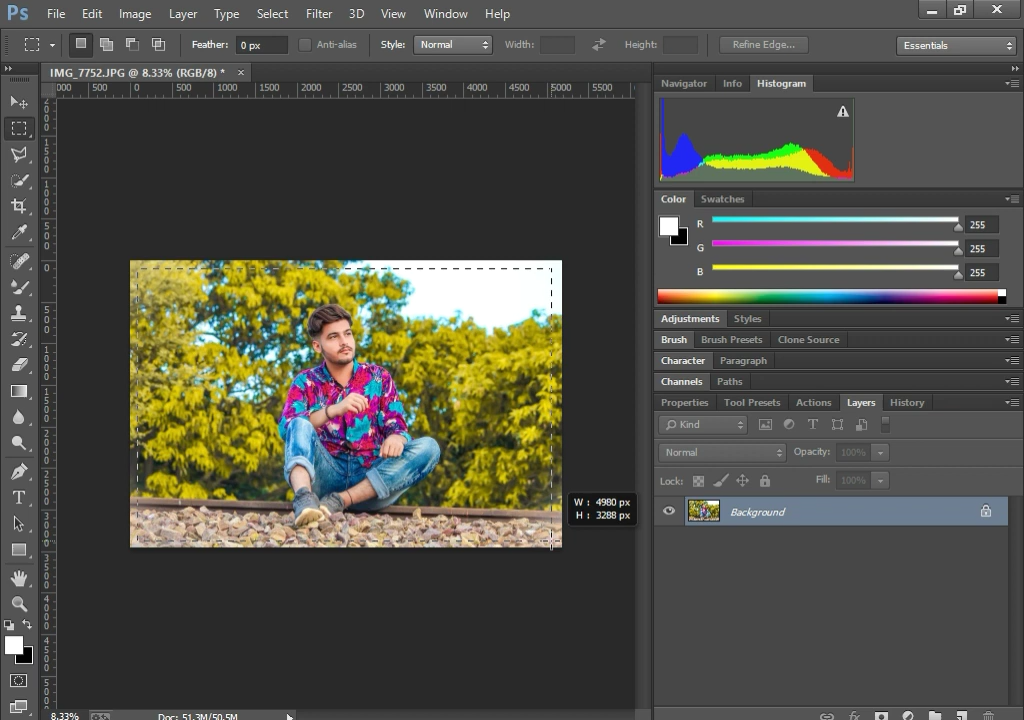 Ps File Edit Image Layer Type Select Filter 3D View Window Help
Feather: 0 px Anti-alias Style: Normal Width: Height: Refine Edge... Essentials
IMG_7752.JPG @ 8.33% (RGB/8) * ×
000 500 0 500 1000 1500 2000 2500 3000 3500 4000 4500 5000 5500
Navigator Info Histogram
Color Swatches
R 255
G 255
B 255
Adjustments Styles
Brush Brush Presets Clone Source
Character Paragraph
Channels Paths
Properties Tool Presets Actions Layers History
Kind T
Normal Opacity: 100%
Lock: Fill: 100%
Background
W : 4980 px
H : 3288 px
T
8.33% Doc: 51.3M/50.5M
fx